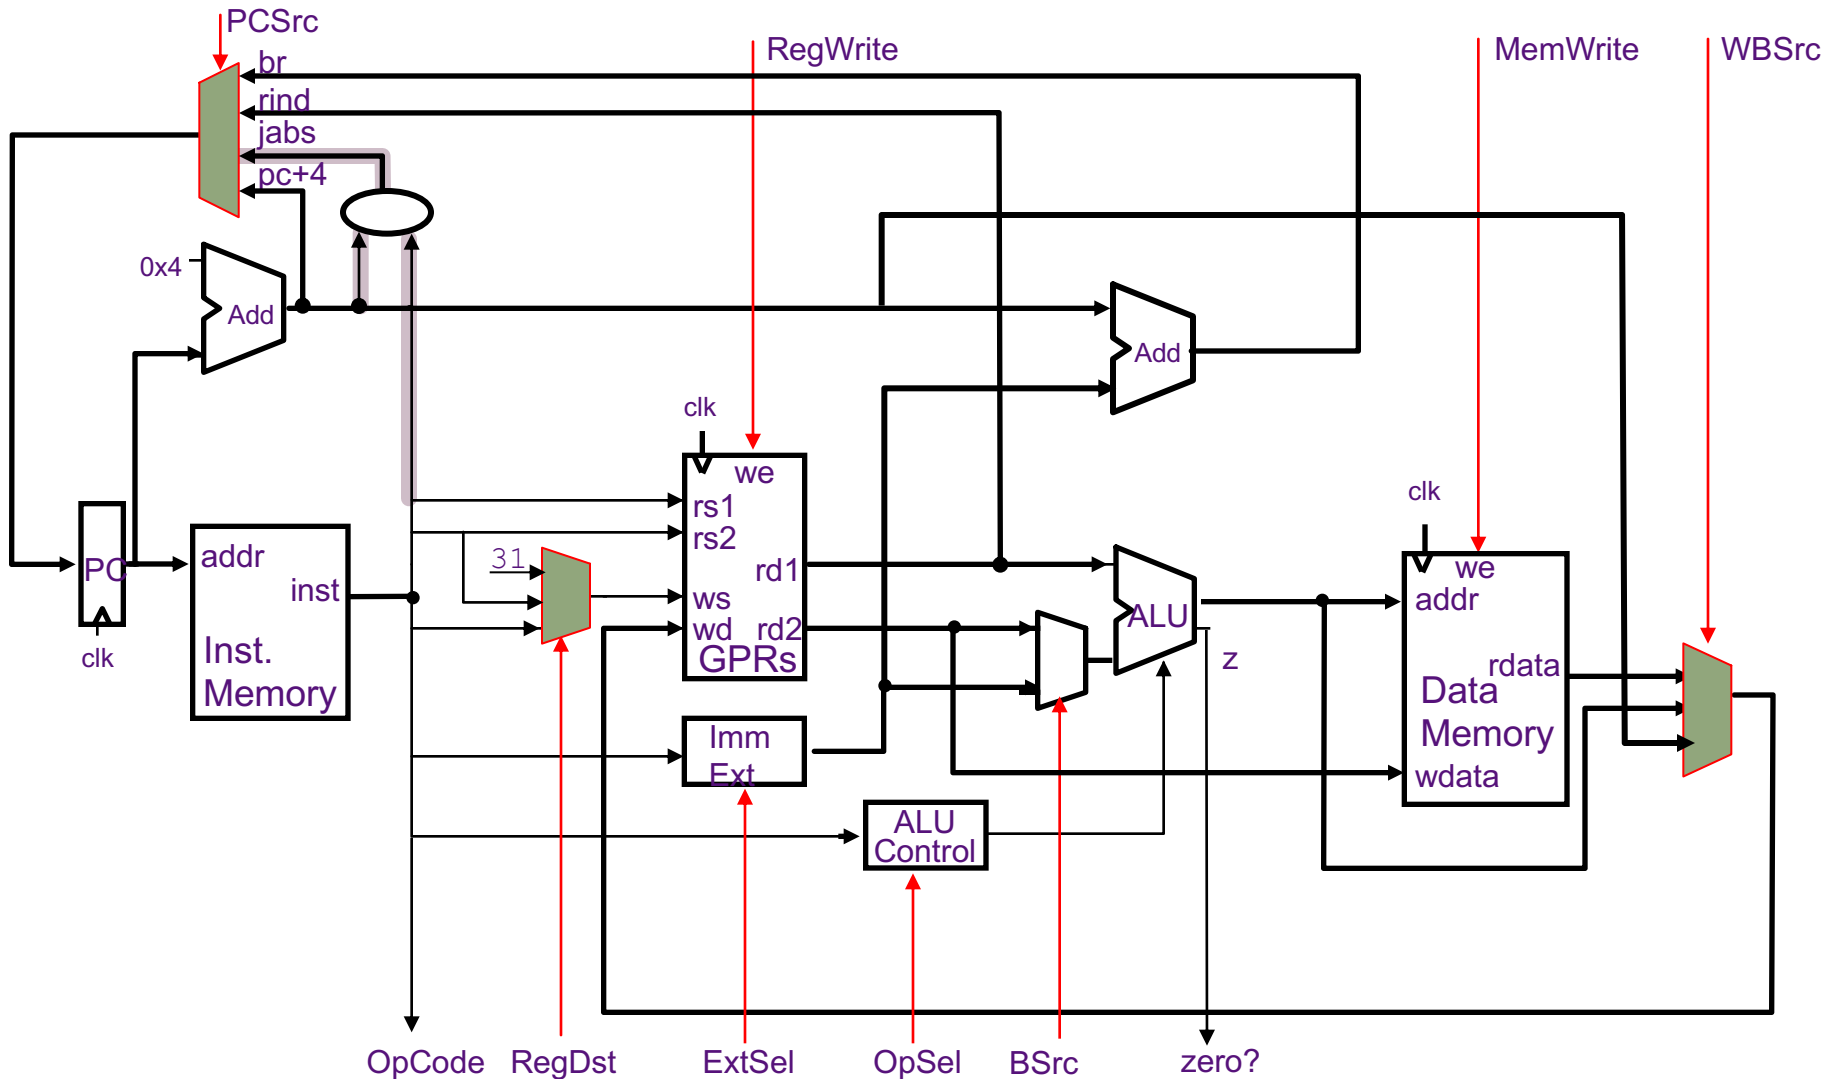 PCSrc
RegWrite
MemWrite
WBSrc
br
rind
jabs
pc+4
0x4
Add
Add
clk
we
rs1
rs2
31
rd1
ws
wd
rd2
GPRs
PC
clk
addr
inst
Inst.
Memory
ALU
z
clk
we
addr
rdata
Data
Memory
wdata
Imm
Ext
ALU
Control
OpCode
RegDst
ExtSel
OpSel
BSrc
zero?